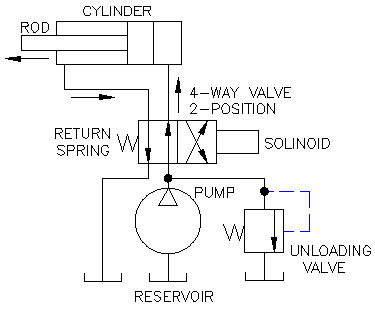 CYLINDER
ROD
4-WAY VALVE
2-POSITION
RETURN
SPRING
SOLINOID
PUMP
UNLOADING
VALVE
RESERVOIR